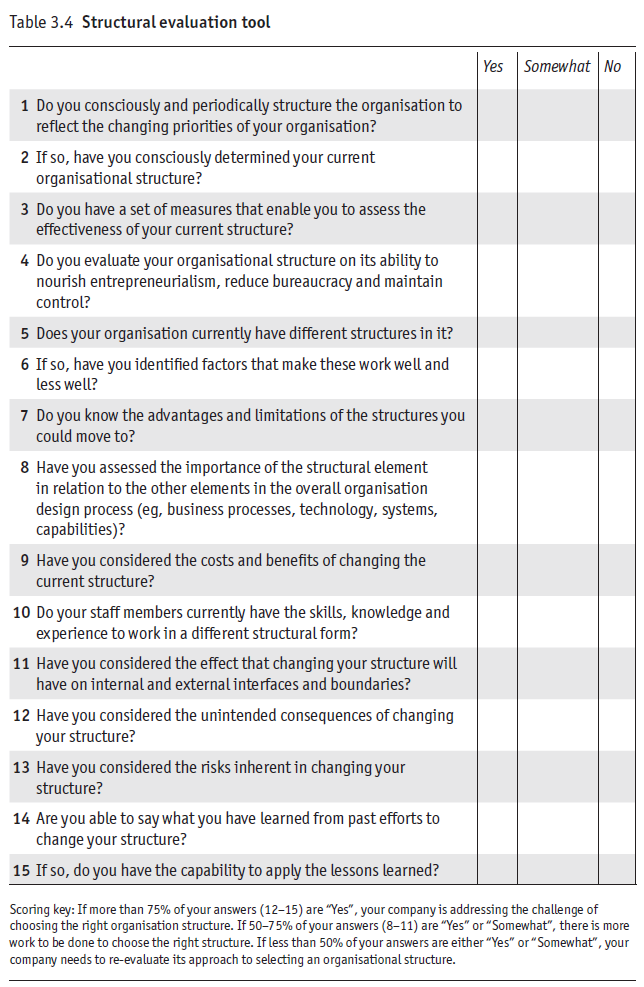 Table 3.4 Structural evaluation tool
Yes Somewhat No
1 Do you consciously and periodically structure the organisation to
reflect the changing priorities of your organisation?
2 If so, have you consciously determined your current
organisational structure?
3 Do you have a set of measures that enable you to assess the
effectiveness of your current structure?
4 Do you evaluate your organisational structure on its ability to
nourish entrepreneurialism, reduce bureaucracy and maintain
control?
5 Does your organisation currently have different structures in it?
6 If so, have you identified factors that make these work well and
less well?
7 Do you know the advantages and limitations of the structures you
could move to?
8 Have you assessed the importance of the structural element
in relation to the other elements in the overall organisation
design process (eg, business processes, technology, systems,
capabilities)?
9 Have you considered the costs and benefits of changing the
current structure?
10 Do your staff members currently have the skills, knowledge and
experience to work in a different structural form?
11 Have you considered the effect that changing your structure will
have on internal and external interfaces and boundaries?
12 Have you considered the unintended consequences of changing
your structure?
13 Have you considered the risks inherent in changing your
structure?
14 Are you able to say what you have learned from past efforts to
change your structure?
15 If so, do you have the capability to apply the lessons learned?
Scoring key: If more than 75% of your answers (12–15) are “Yes”, your company is addressing the challenge of
choosing the right organisation structure. If 50–75% of your answers (8–11) are “Yes” or “Somewhat”, there is more
work to be done to choose the right structure. If less than 50% of your answers are either “Yes” or “Somewhat”, your
company needs to re-evaluate its approach to selecting an organisational structure.